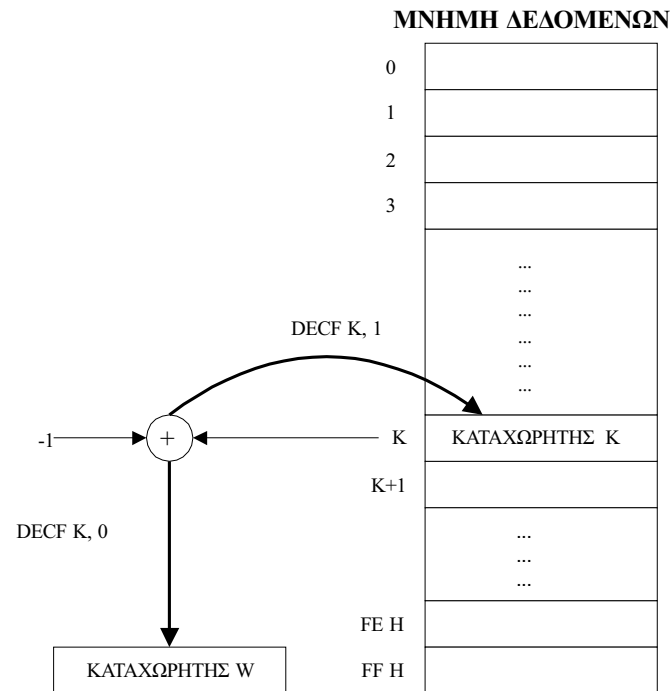 ΜΝΗΜΗ ΔΕΔΟΜΕΝΩΝ
0
1
2
3
...
...
...
...
...
...
DECF K, 1
-1
+
K
ΚΑΤΑΧΩΡΗΤΗΣ K
K+1
DECF K, 0
...
...
...
FE H
ΚΑΤΑΧΩΡΗΤΗΣ W
FF H